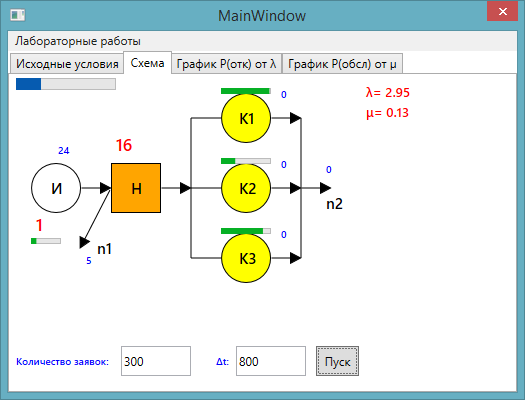 MainWindow
Лабораторные работы
Исходные условия Схема График P(отк) от λ График P(обсл) от μ
0
λ= 2.95
К1
μ= 0.13
16
24
0
0
И
Н
К2
n2
1
0
n1
К3
5
Количество заявок: 300 Δt: 800 Пуск